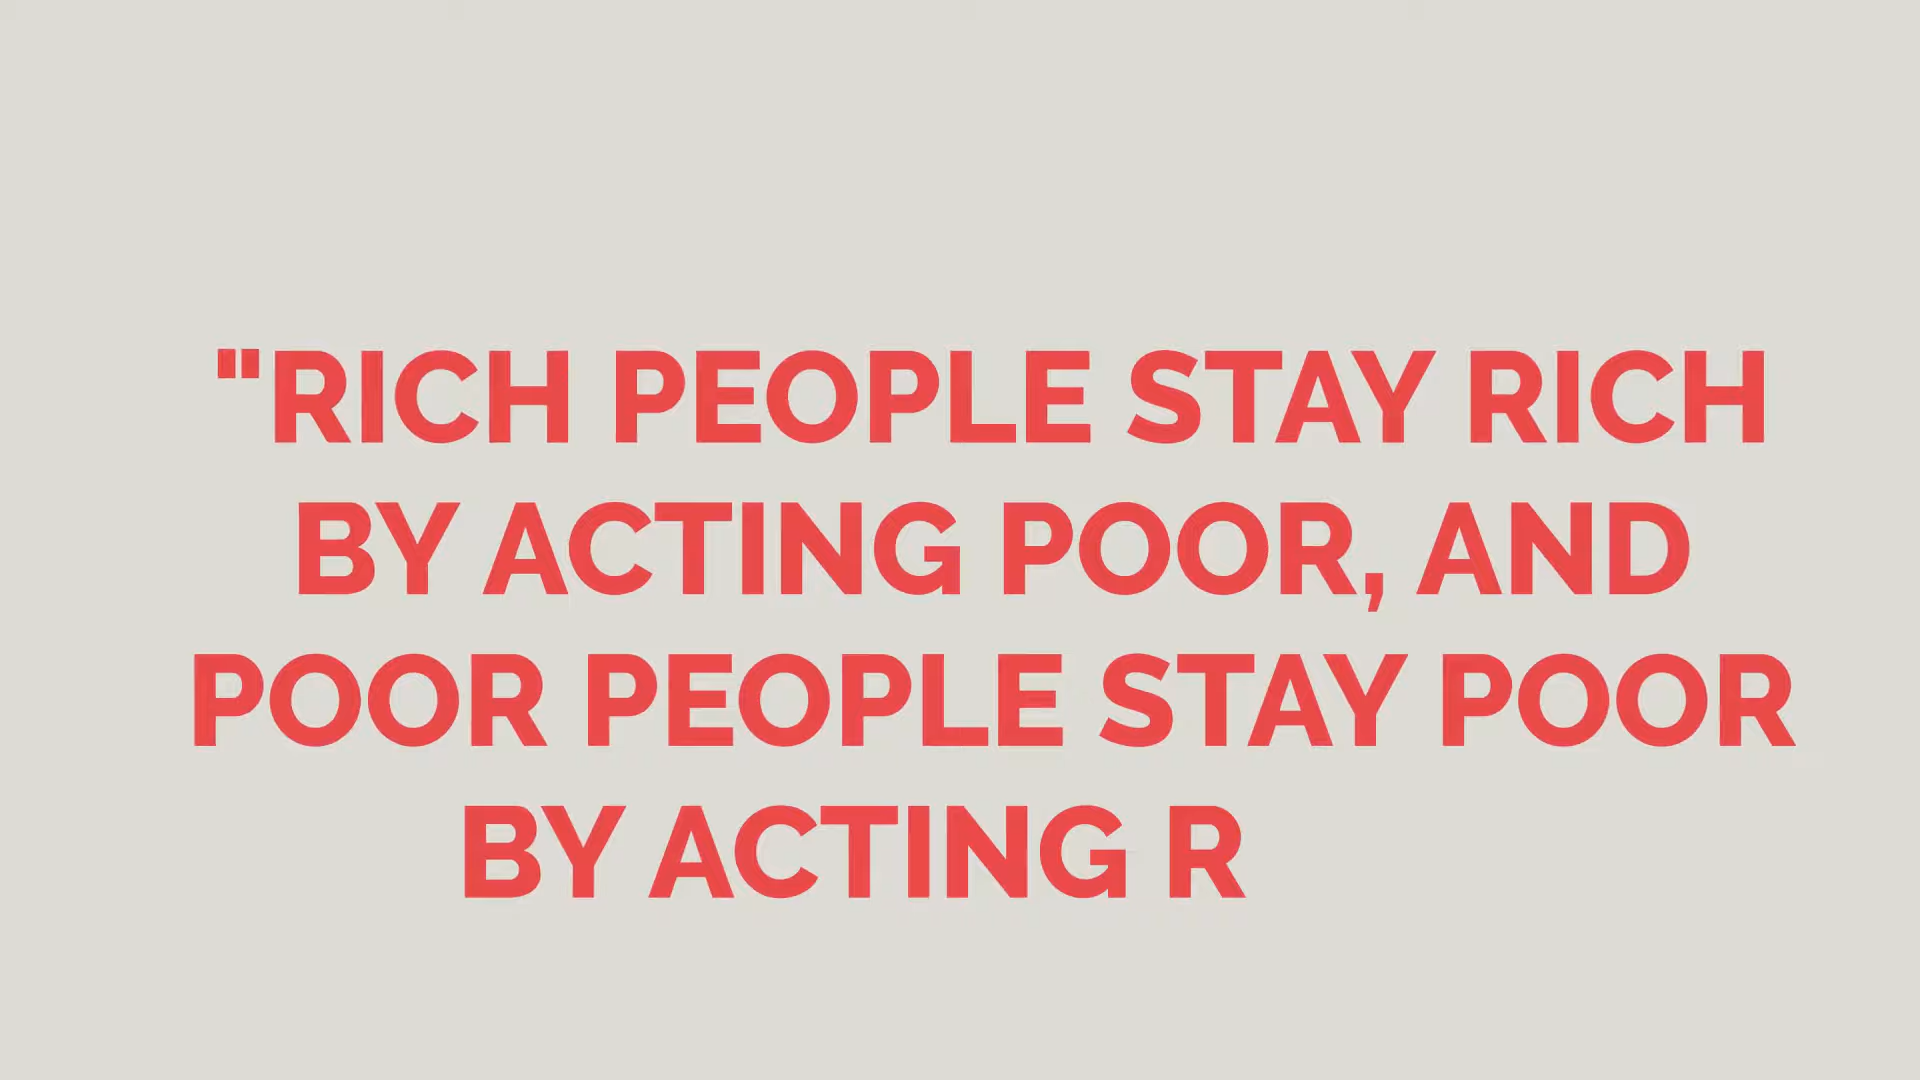 "RICH PEOPLE STAY RICH
BY ACTING POOR, AND
POOR PEOPLE STAY POOR
BY ACTING R